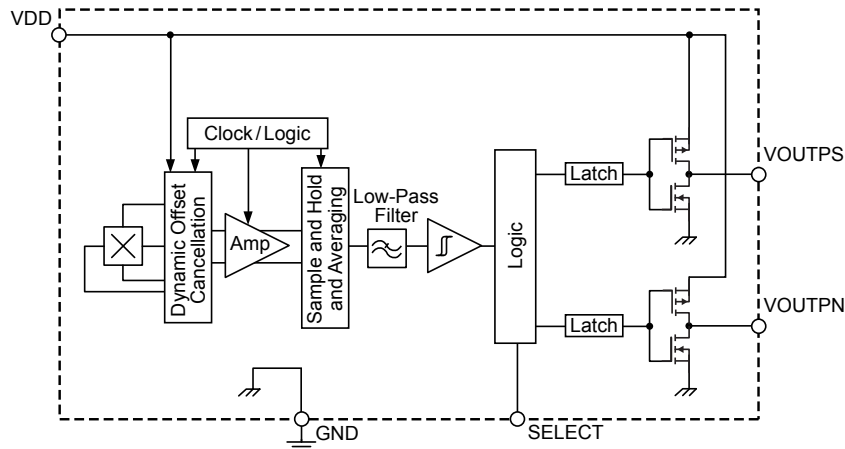 VDD
Clock/Logic
Dynamic Offset
Cancellation
Amp
Sample and Hold
and Averaging
Low-Pass
Filter
Logic
Latch
VOUTPS
Latch
VOUTPN
GND
SELECT